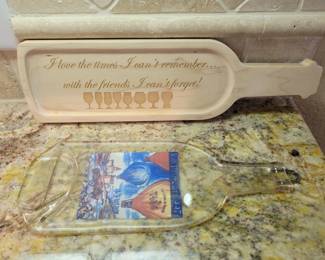 I love the times I can't remember...
with the friends I can't forget!